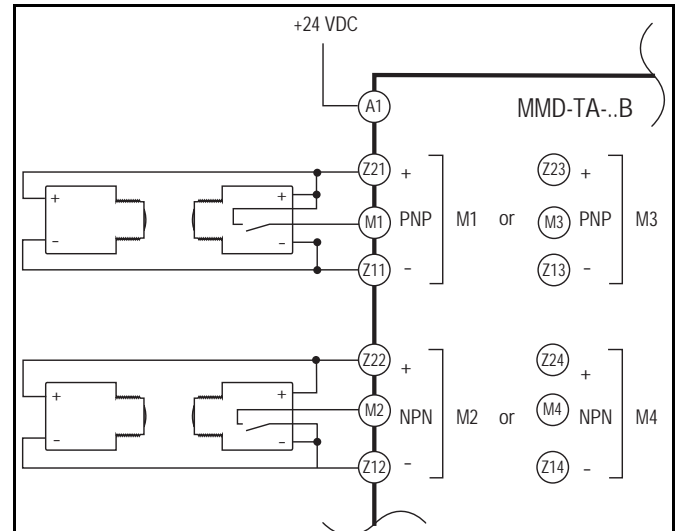 +24 VDC
A1
MMD-TA-..B
Z21 + Z23 +
+ - + -
M1 PNP M1 or M3 PNP M3
Z11 - Z13 -
Z22 + Z24 +
+ - + -
M2 NPN M2 or M4 NPN M4
Z12 - Z14 -